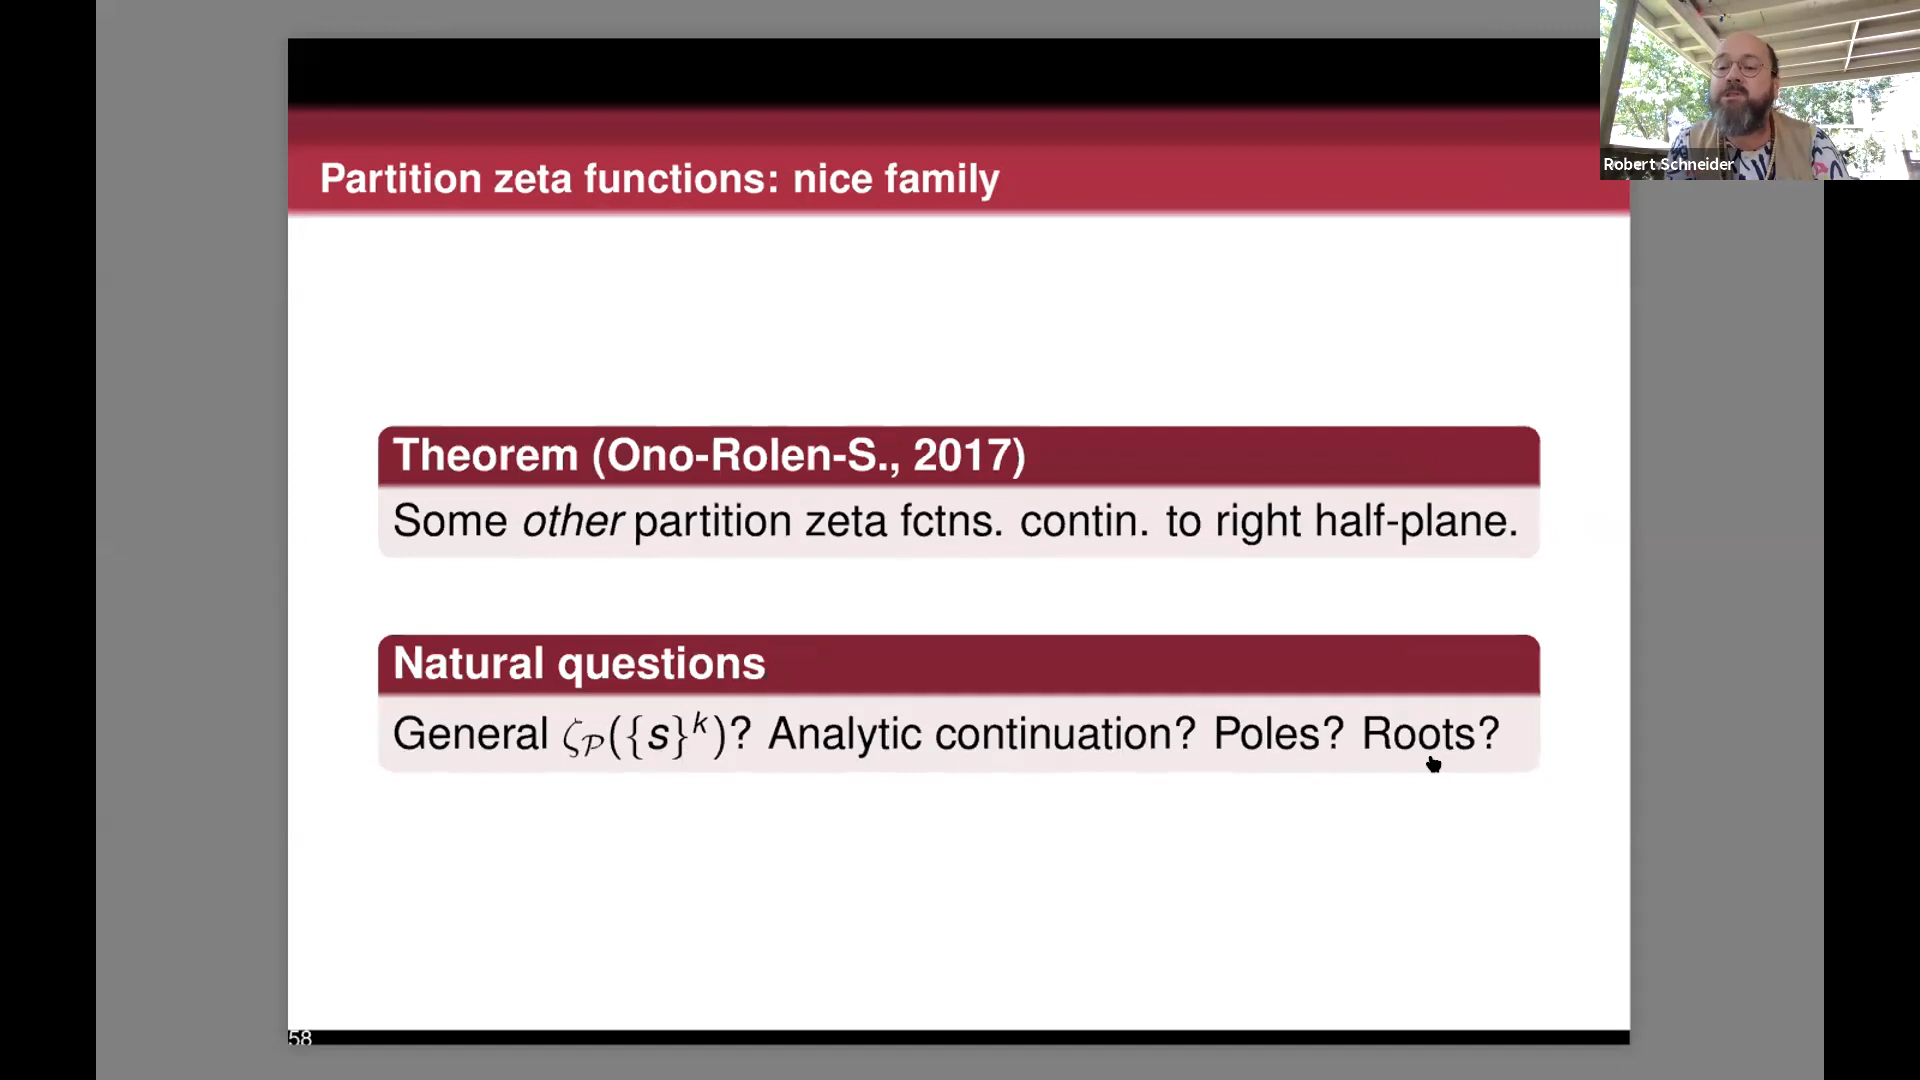 Partition zeta functions: nice family
Robert Schneider
Theorem (Ono-Rolen-S., 2017)
Some other partition zeta fctns. contin. to right half-plane.
Natural questions
General ζ_𝒫({s}^k)? Analytic continuation? Poles? Roots?
58